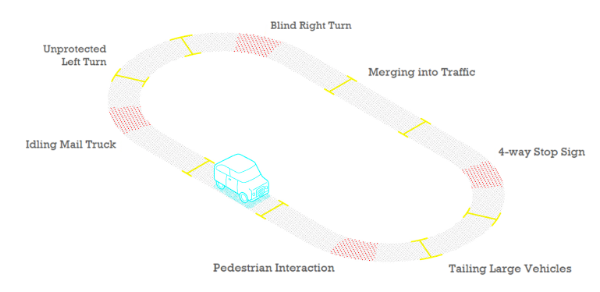 Blind Right Turn
Unprotected
Left Turn
Merging into Traffic
Idling Mail Truck
4-way Stop Sign
Pedestrian Interaction
Tailing Large Vehicles